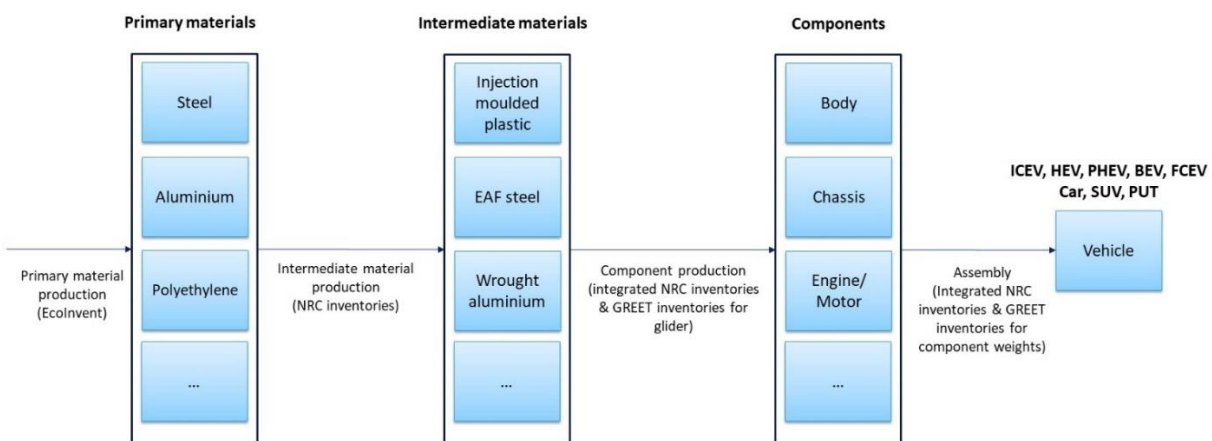 Primary materials
Steel
Aluminium
Polyethylene
...
Primary material
production
(EcoInvent)
Intermediate materials
Injection
moulded
plastic
EAF steel
Wrought
aluminium
...
Intermediate material
production
(NRC inventories)
Components
Body
Chassis
Engine/
Motor
...
Component production
(integrated NRC inventories
& GREET inventories for
glider)
ICEV, HEV, PHEV, BEV, FCEV
Car, SUV, PUT
Vehicle
Assembly
(Integrated NRC
inventories & GREET
inventories for
component weights)